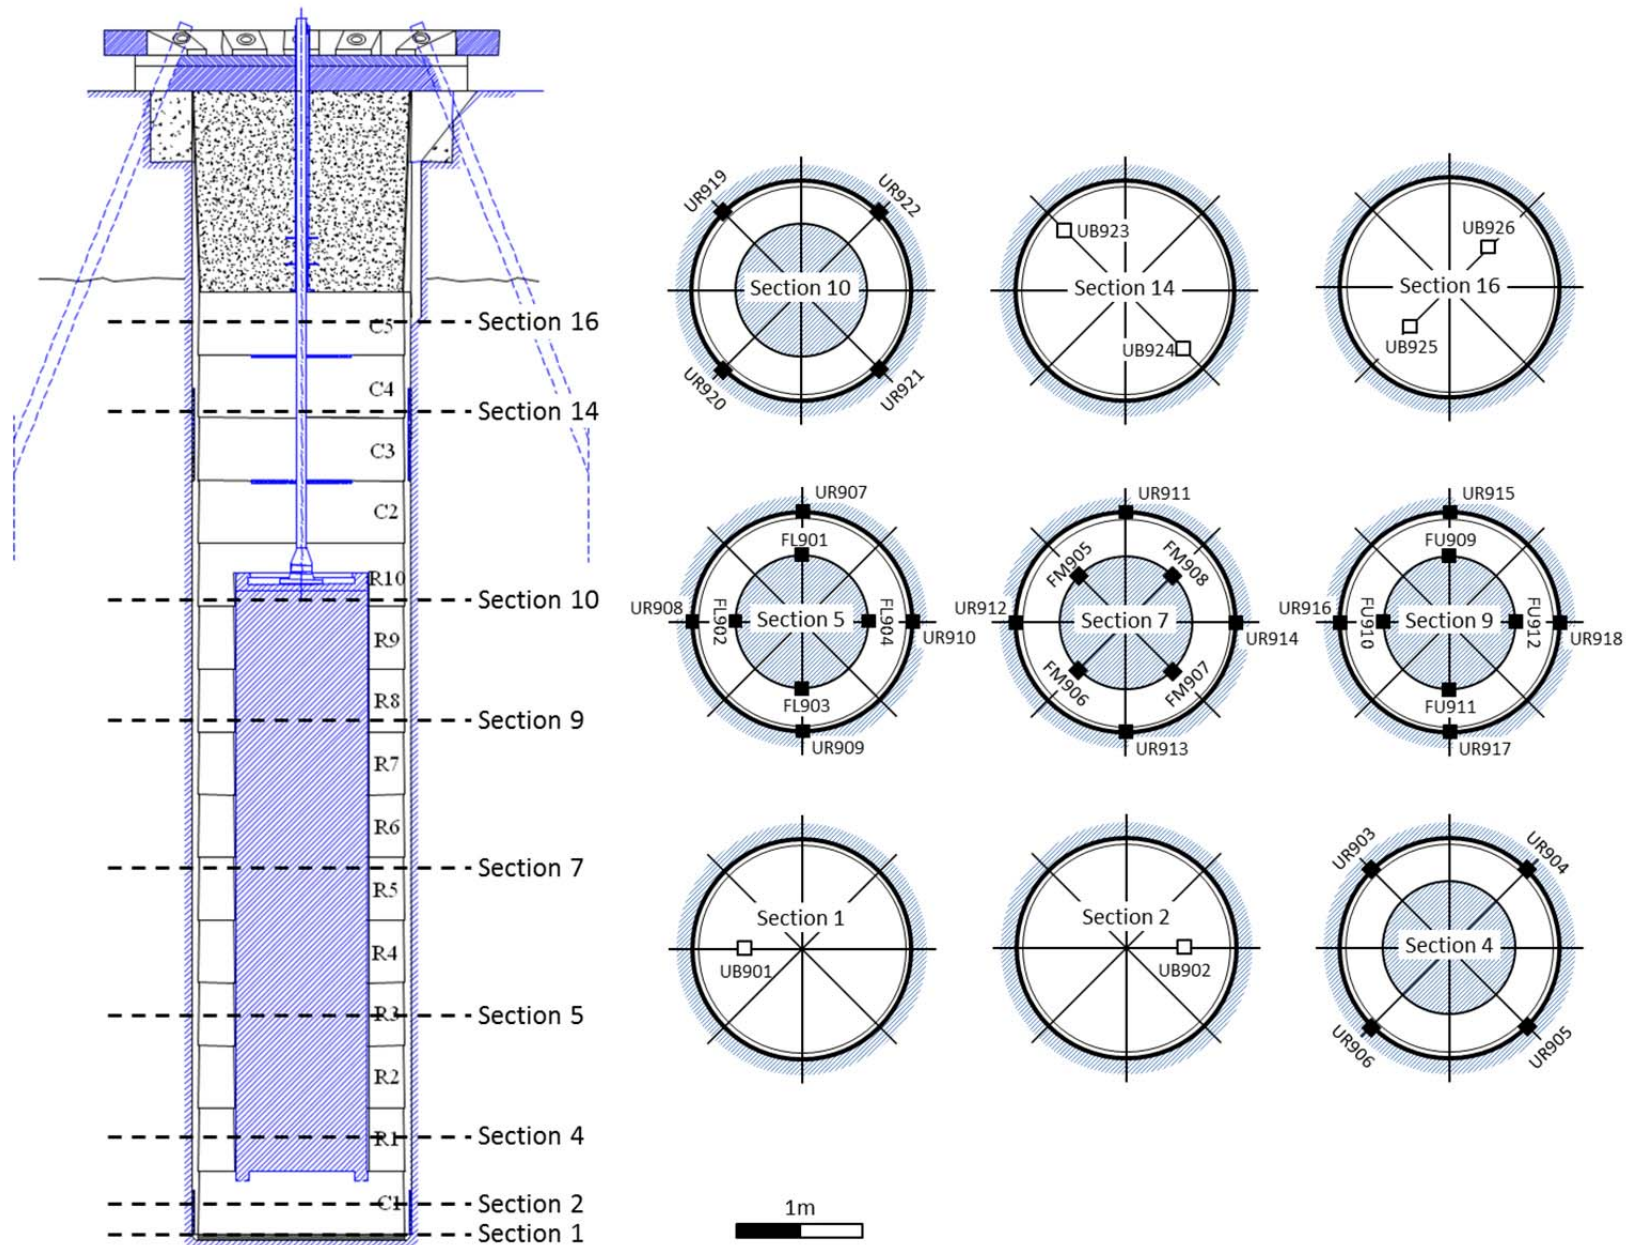 C5
Section 16
C4
Section 14
C3
C2
R10
Section 10
R9
R8
Section 9
R7
R6
Section 7
R5
R4
R3
Section 5
R2
R1
Section 4
C1
Section 2
Section 1
UR919
UR922
Section 10
UR920
UR921
UB923
Section 14
UB924
UB926
Section 16
UB925
UR907
FL901
UR908
FL902
Section 5
FL904
UR910
FL903
UR909
UR911
FM905
FM908
UR912
Section 7
UR914
FM906
FM907
UR913
UR915
FU909
UR916
FU910
Section 9
FU912
UR918
FU911
UR917
Section 1
UB901
Section 2
UB902
UR903
UR904
Section 4
UR906
UR905
1m